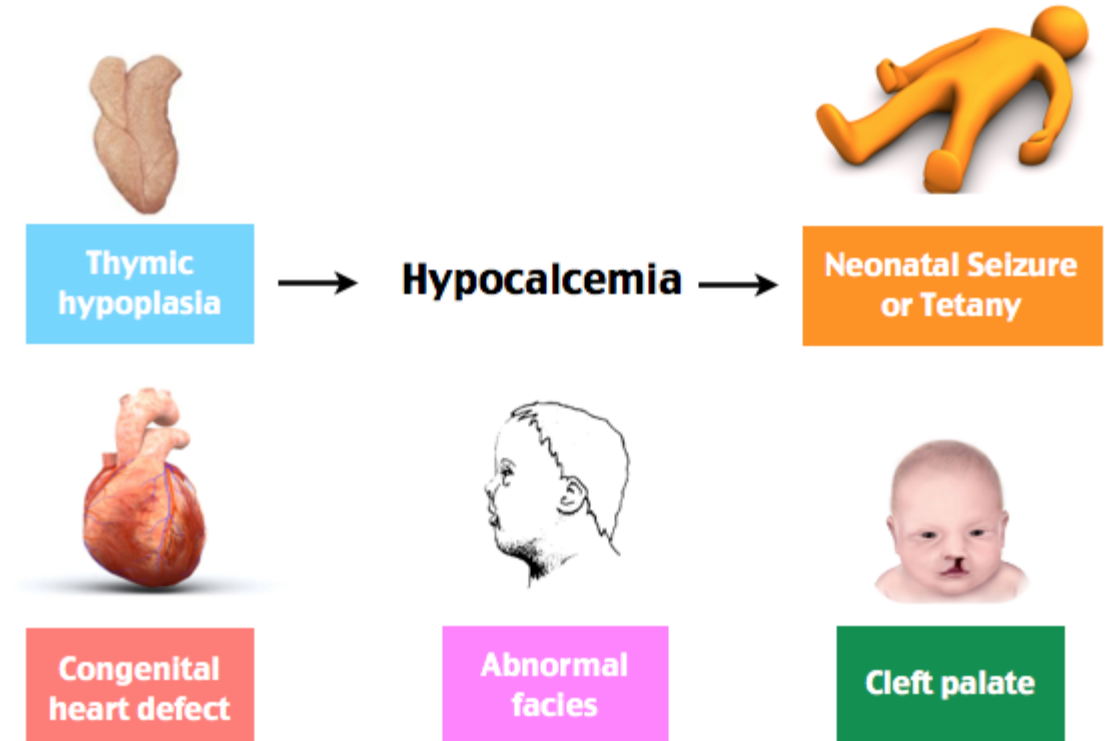 Thymic
hypoplasia
Hypocalcemia
Neonatal Seizure
or Tetany
Congenital
heart defect
Abnormal
facies
Cleft palate